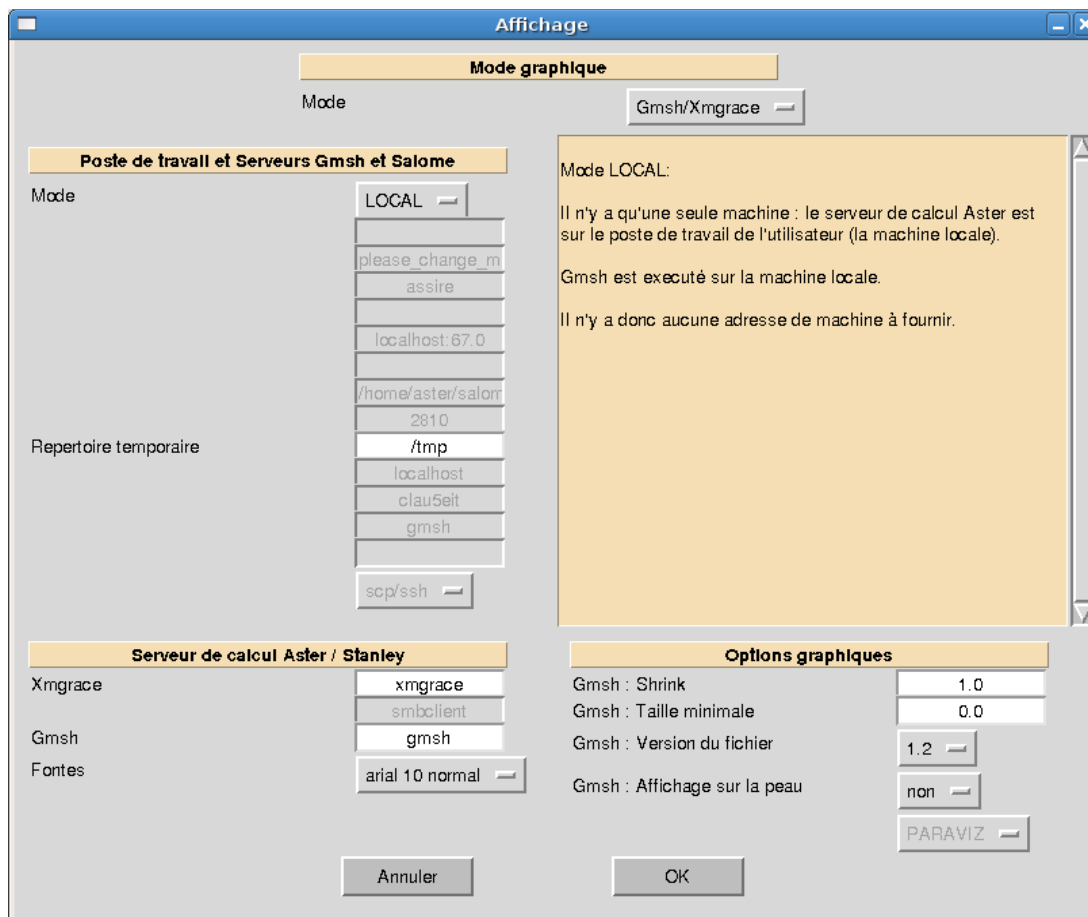 Affichage
Mode graphique
Mode
Gmsh/Xmgrace
Poste de travail et Serveurs Gmsh et Salome
Mode
LOCAL
please_change_m
assire
localhost:67.0
/home/aster/salom
2810
Repertoire temporaire
/tmp
localhost
clau5eit
gmsh
scp/ssh
Mode LOCAL:
Il n'y a qu'une seule machine : le serveur de calcul Aster est
sur le poste de travail de l'utilisateur (la machine locale).
Gmsh est executé sur la machine locale.
Il n'y a donc aucune adresse de machine à fournir.
Serveur de calcul Aster / Stanley
Xmgrace
xmgrace
smbclient
Gmsh
gmsh
Fontes
arial 10 normal
Options graphiques
Gmsh : Shrink
1.0
Gmsh : Taille minimale
0.0
Gmsh : Version du fichier
1.2
Gmsh : Affichage sur la peau
non
PARAVIZ
Annuler
OK